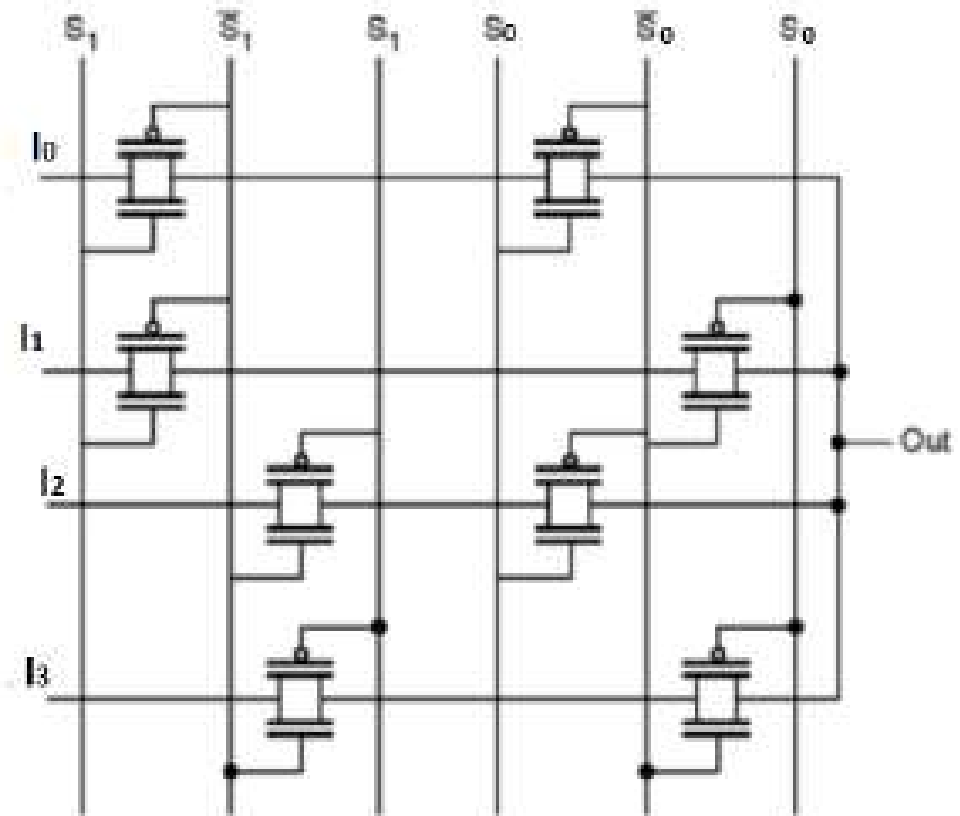 S₁ S̅₁ S₁ S₀ S̅₀ S₀
I₀
I₁
Out
I₂
I₃